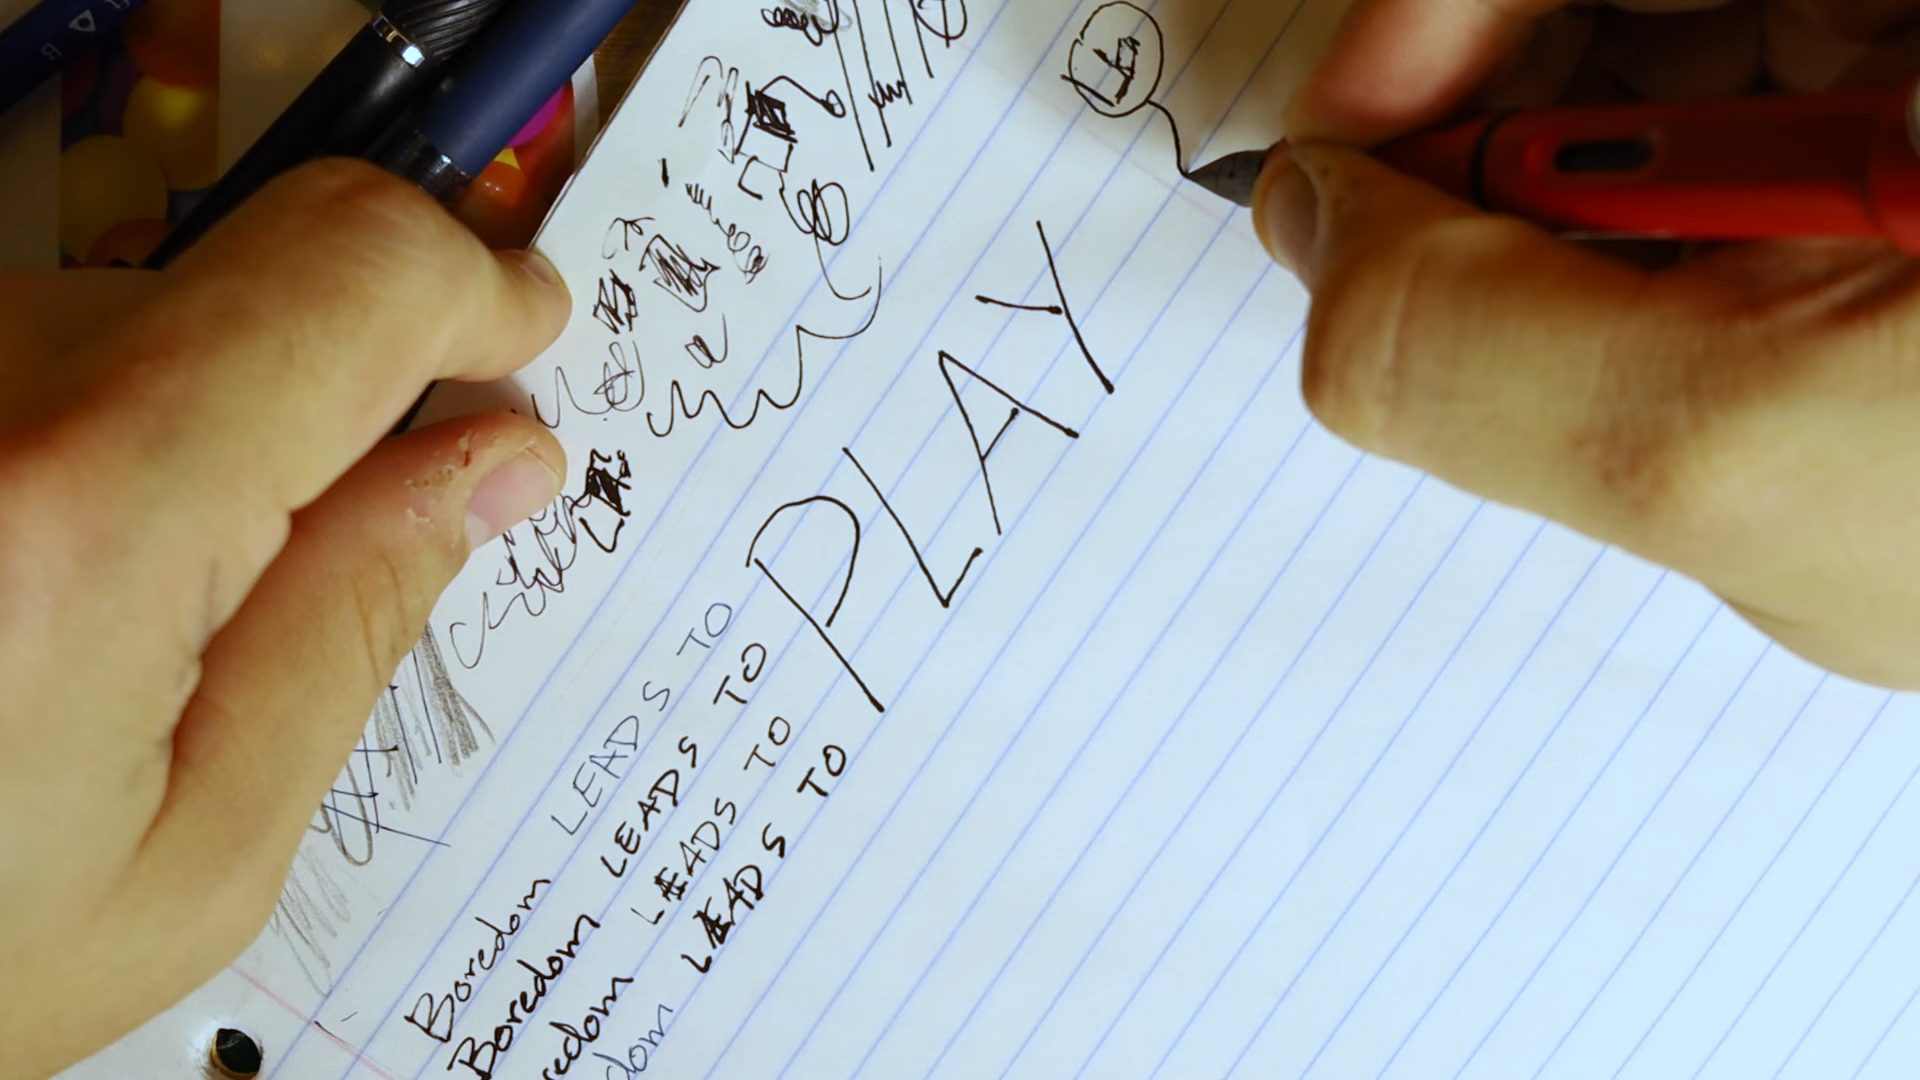 Boredom LEADS TO
Boredom LEADS TO PLAY
redom LEADS TO
dom LEADS TO